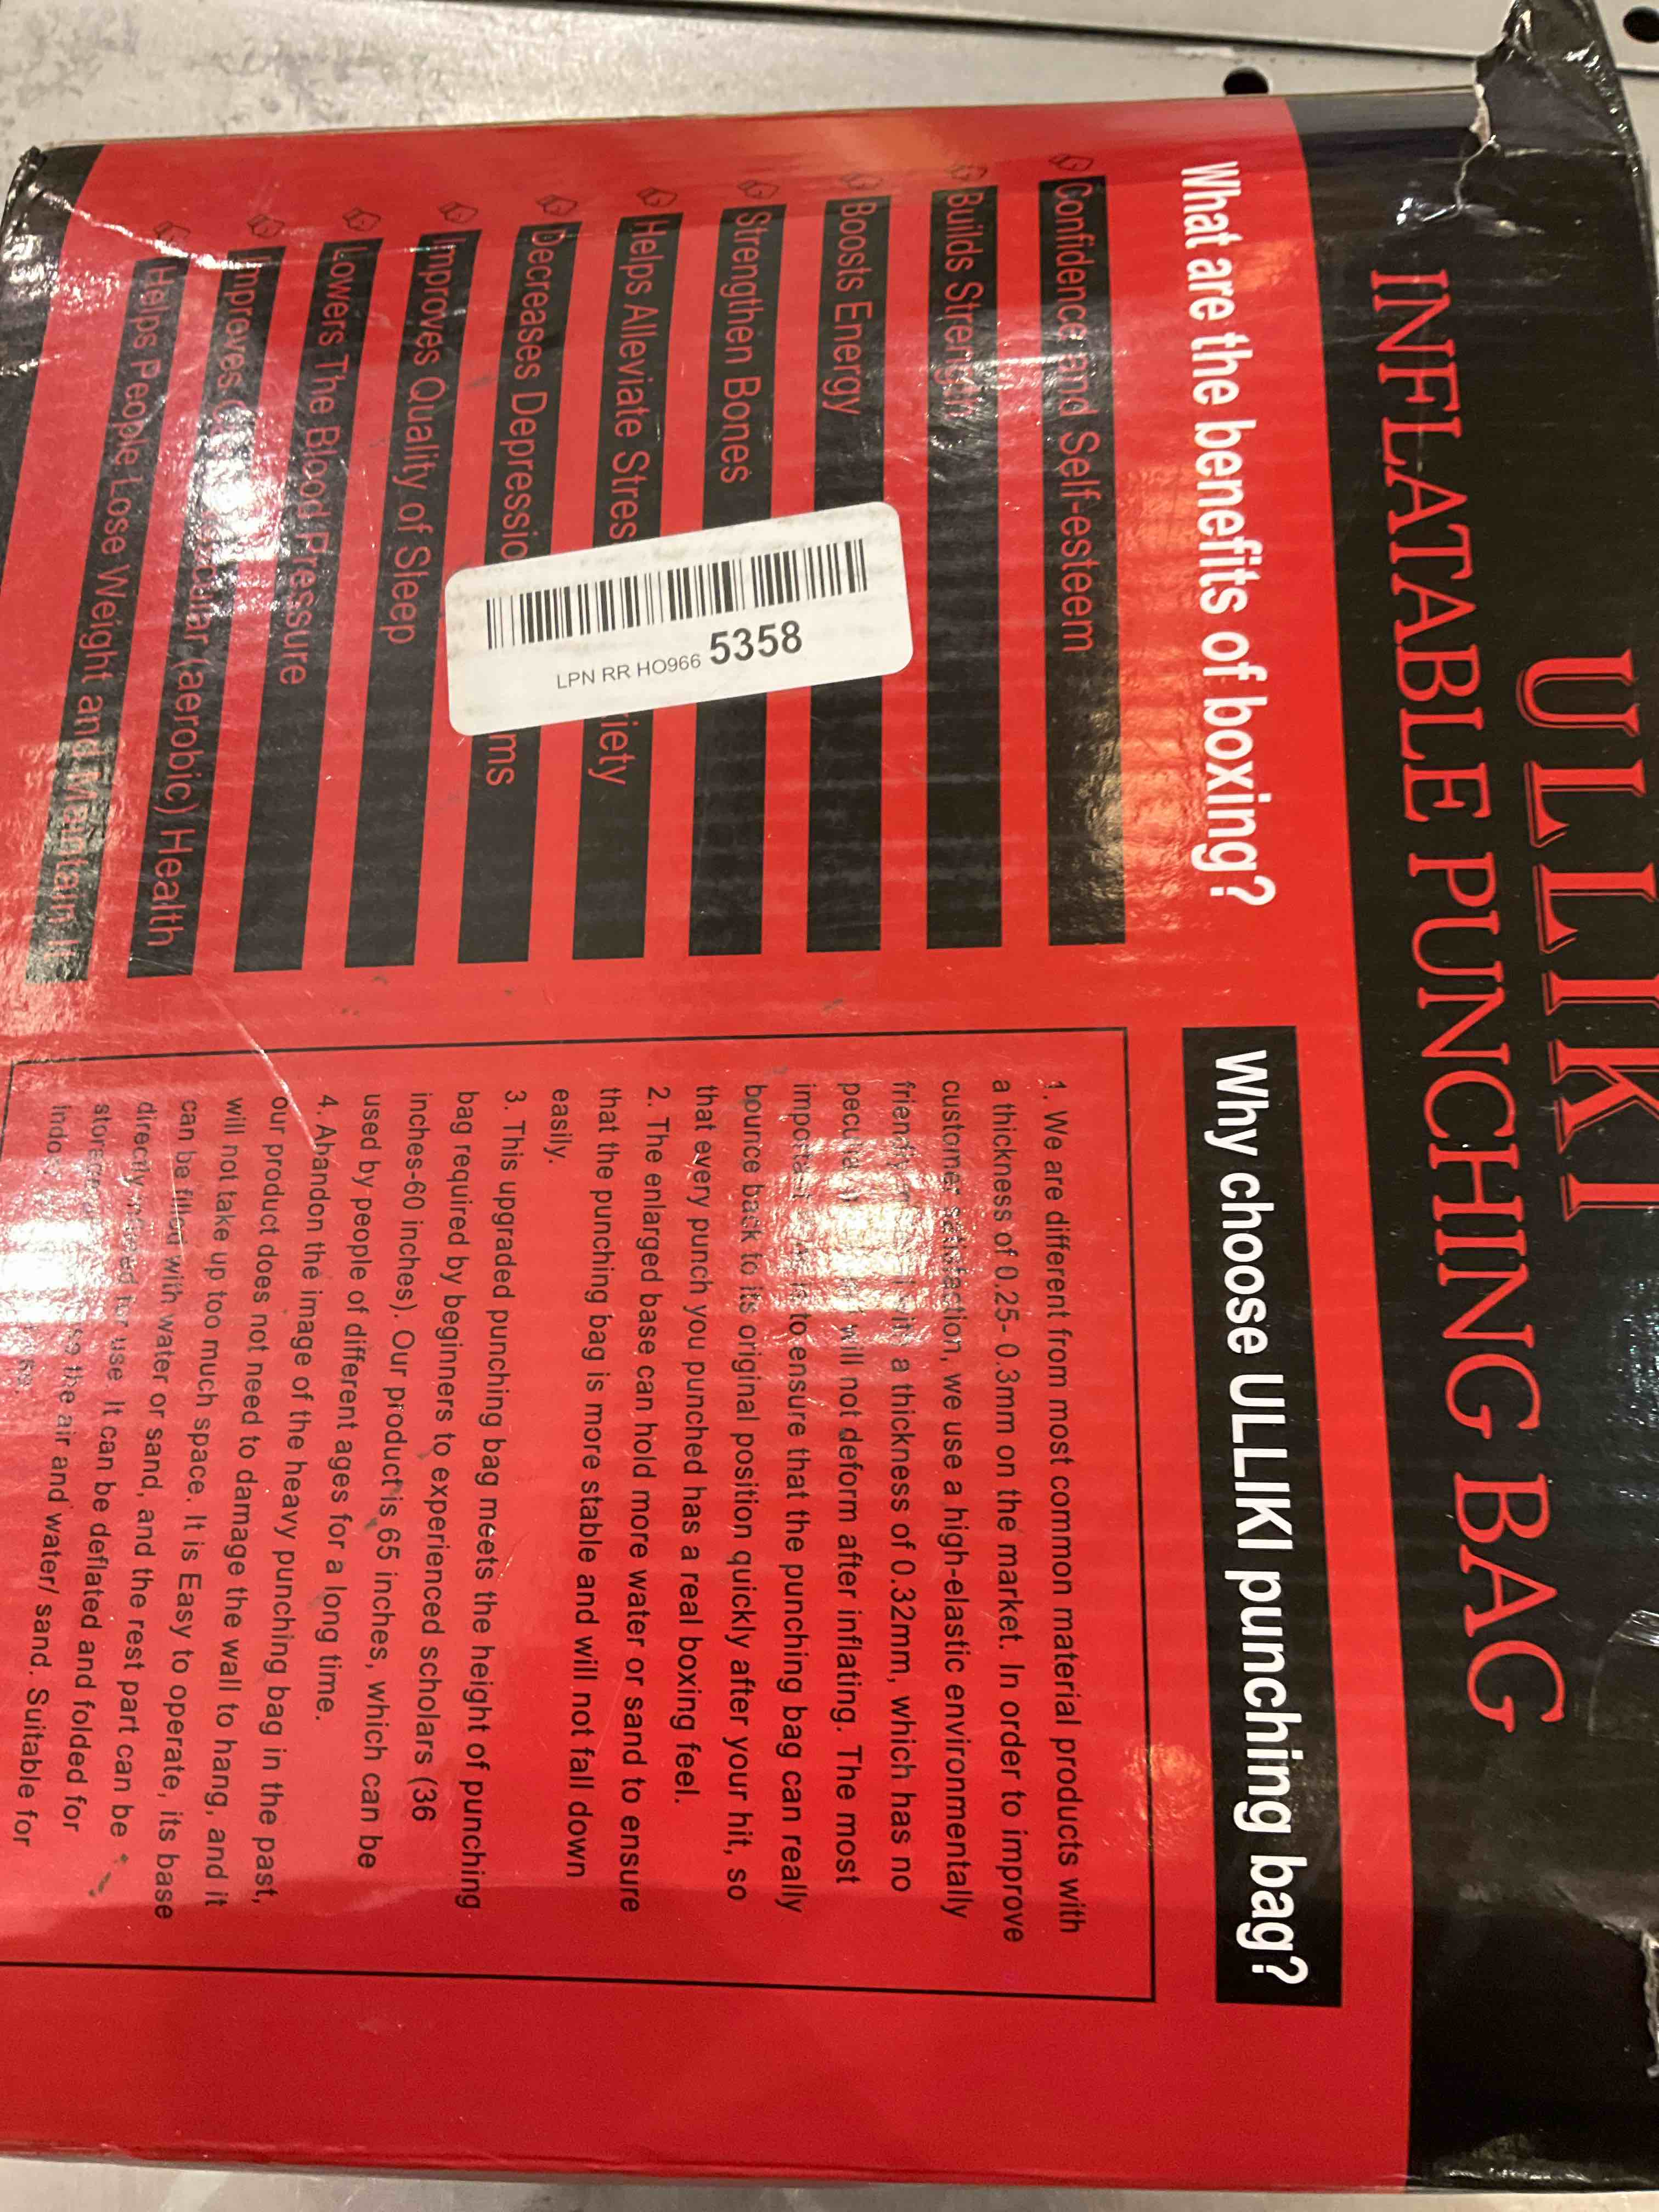 ULLIKI
INFLATABLE PUNCHING BAG
What are the benefits of boxing?
Confidence and Self-esteem
Builds Strength
Boosts Energy
Strengthen Bones
Helps Alleviate Stres iety
Decreases Depressio ms
Improves Quality of Sleep
Lowers The Blood Pressure
Improves (aerobic) Health
Helps People Lose Weight and Maintain It
5358
LPN RR HO966
Why choose ULLIKI punching bag?
1. We are different from most common material products with
a thickness of 0.25- 0.3mm on the market. In order to improve
customer satisfaction, we use a high-elastic environmentally
friendly a thickness of 0.32mm, which has no
will not deform after inflating. The most
important to ensure that the punching bag can really
bounce back to its original position quickly after your hit, so
that every punch you punched has a real boxing feel.
2. The enlarged base can hold more water or sand to ensure
that the punching bag is more stable and will not fall down
easily.
3. This upgraded punching bag meets the height of punching
bag required by beginners to experienced scholars (36
inches-60 inches). Our product is 65 inches, which can be
used by people of different ages for a long time.
4. Abandon the image of the heavy punching bag in the past,
our product does not need to damage the wall to hang, and it
will not take up too much space. It is Easy to operate, its base
can be filled with water or sand, and the rest part can be
directly for use. It can be deflated and folded for
the air and water/ sand. Suitable for